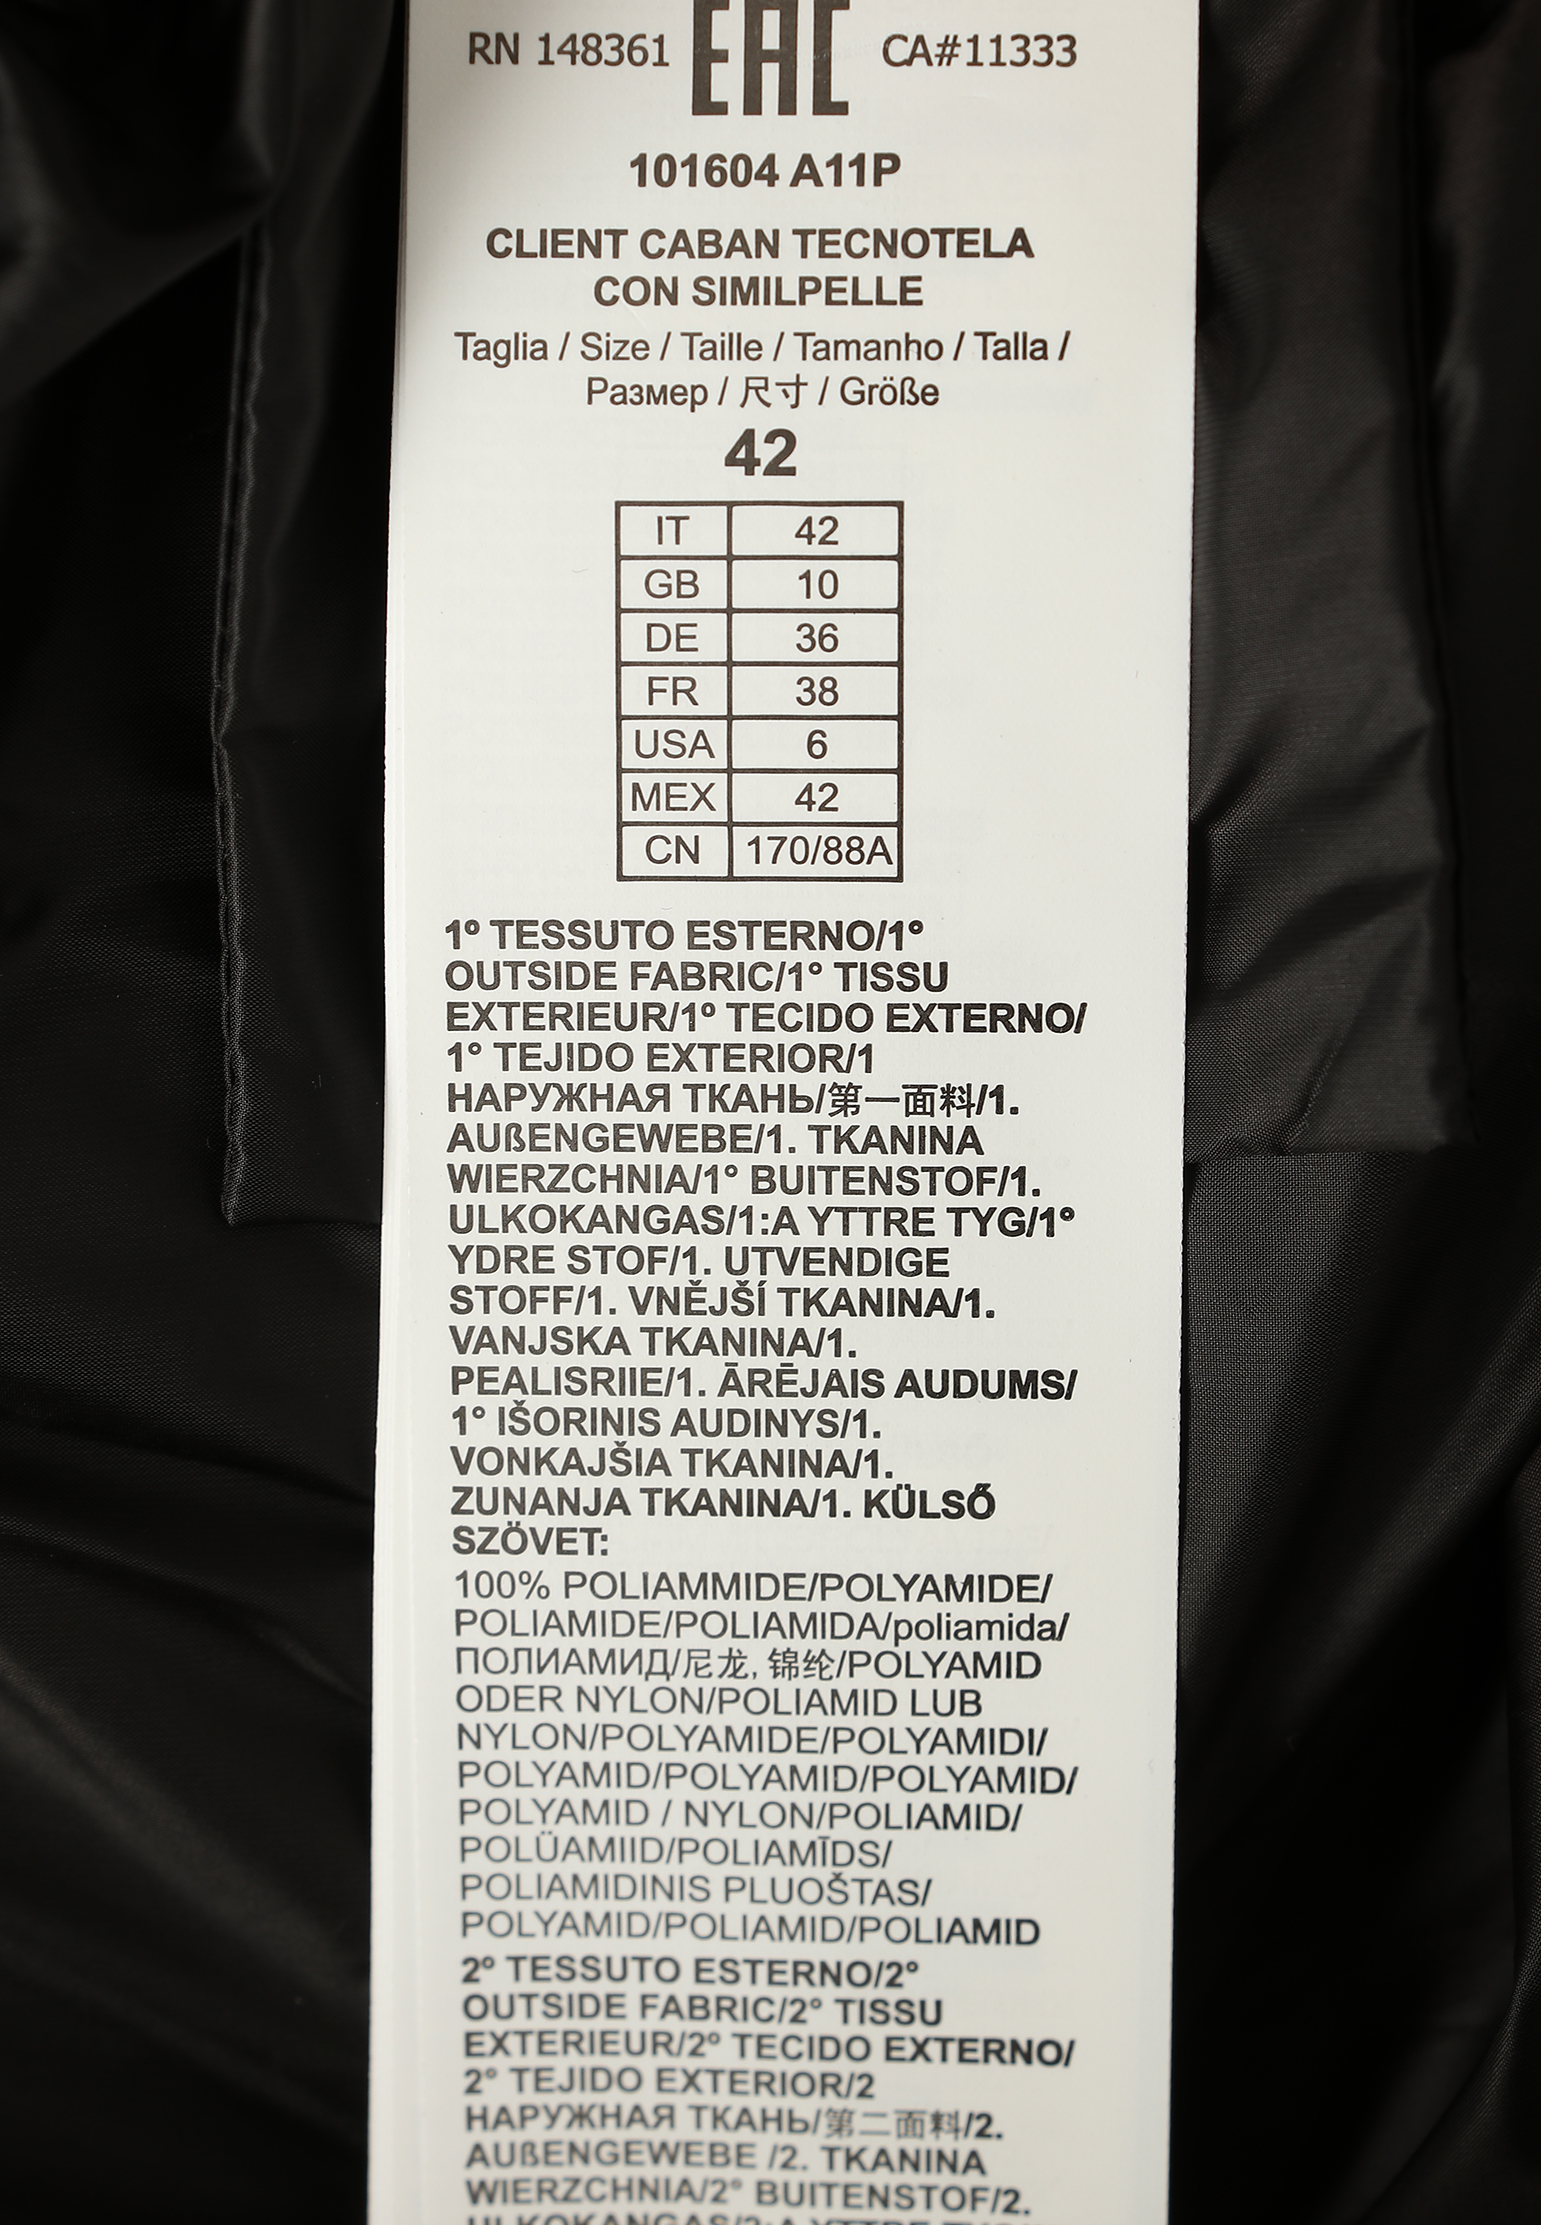 RN 148361 EAC CA#11333
101604 A11P
CLIENT CABAN TECNOTELA
CON SIMILPELLE
Taglia / Size / Taille / Tamanho / Talla /
Размер / 尺寸 / Größe
42
IT 42
GB 10
DE 36
FR 38
USA 6
MEX 42
CN 170/88A
1º TESSUTO ESTERNO/1°
OUTSIDE FABRIC/1° TISSU
EXTERIEUR/1º TECIDO EXTERNO/
1° TEJIDO EXTERIOR/1
НАРУЖНАЯ ТКАНЬ/第一面料/1.
AUßENGEWEBE/1. TKANINA
WIERZCHNIA/1° BUITENSTOF/1.
ULKOKANGAS/1:A YTTRE TYG/1°
YDRE STOF/1. UTVENDIGE
STOFF/1. VNĚJŠÍ TKANINA/1.
VANJSKA TKANINA/1.
PEALISRIIE/1. ĀRĒJAIS AUDUMS/
1° IŠORINIS AUDINYS/1.
VONKAJŠIA TKANINA/1.
ZUNANJA TKANINA/1. KÜLSŐ
SZÖVET:
100% POLIAMMIDE/POLYAMIDE/
POLIAMIDE/POLIAMIDA/poliamida/
ПОЛИАМИД/尼龙, 锦纶/POLYAMID
ODER NYLON/POLIAMID LUB
NYLON/POLYAMIDE/POLYAMIDI/
POLYAMID/POLYAMID/POLYAMID/
POLYAMID / NYLON/POLIAMID/
POLÜAMIID/POLIAMĪDS/
POLIAMIDINIS PLUOŠTAS/
POLYAMID/POLIAMID/POLIAMID
2º TESSUTO ESTERNO/2°
OUTSIDE FABRIC/2° TISSU
EXTERIEUR/2º TECIDO EXTERNO/
2° TEJIDO EXTERIOR/2
НАРУЖНАЯ ТКАНЬ/第二面料/2.
AUßENGEWEBE /2. TKANINA
WIERZCHNIA/2° BUITENSTOF/2.
ULKOKANGAS/2:A YTTRE TYG/2°